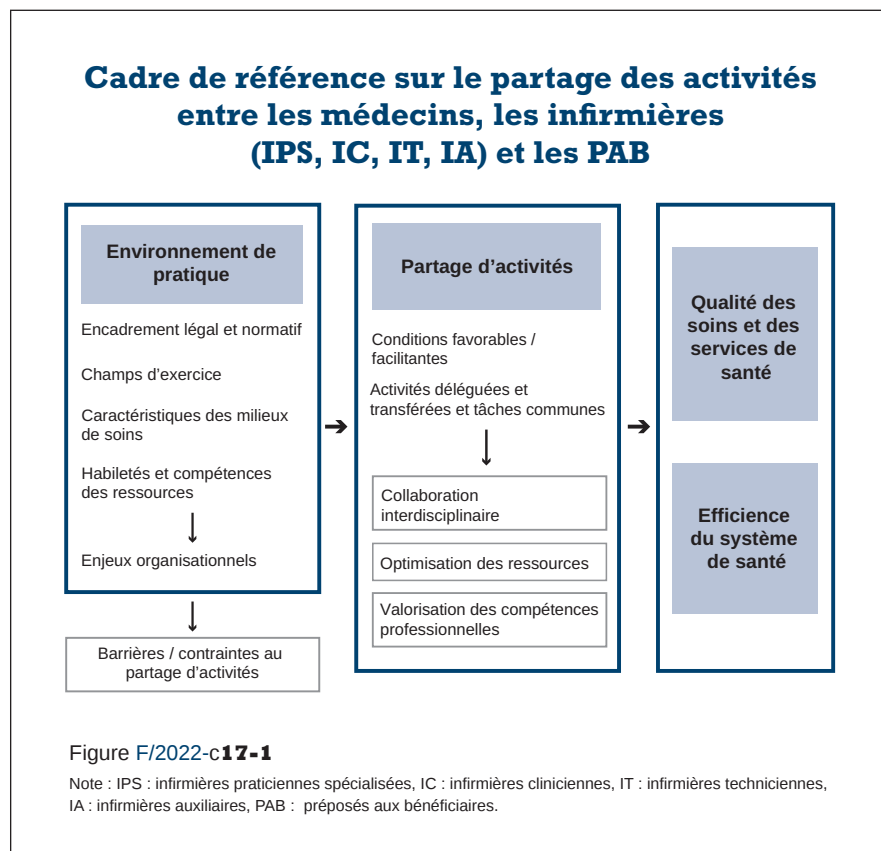 Cadre de référence sur le partage des activités
entre les médecins, les infirmières
(IPS, IC, IT, IA) et les PAB
Environnement de
pratique
Encadrement légal et normatif
Champs d'exercice
Caractéristiques des milieux
de soins
Habiletés et compétences
des ressources
Enjeux organisationnels
Barrières / contraintes au
partage d'activités
Partage d'activités
Conditions favorables /
facilitantes
Activités déléguées et
transférées et tâches communes
Collaboration
interdisciplinaire
Optimisation des ressources
Valorisation des compétences
professionnelles
Qualité des
soins et des
services de
santé
Efficience
du système
de santé
Figure F/2022-c17-1
Note : IPS : infirmières praticiennes spécialisées, IC : infirmières cliniciennes, IT : infirmières techniciennes,
IA : infirmières auxiliaires, PAB : préposés aux bénéficiaires.